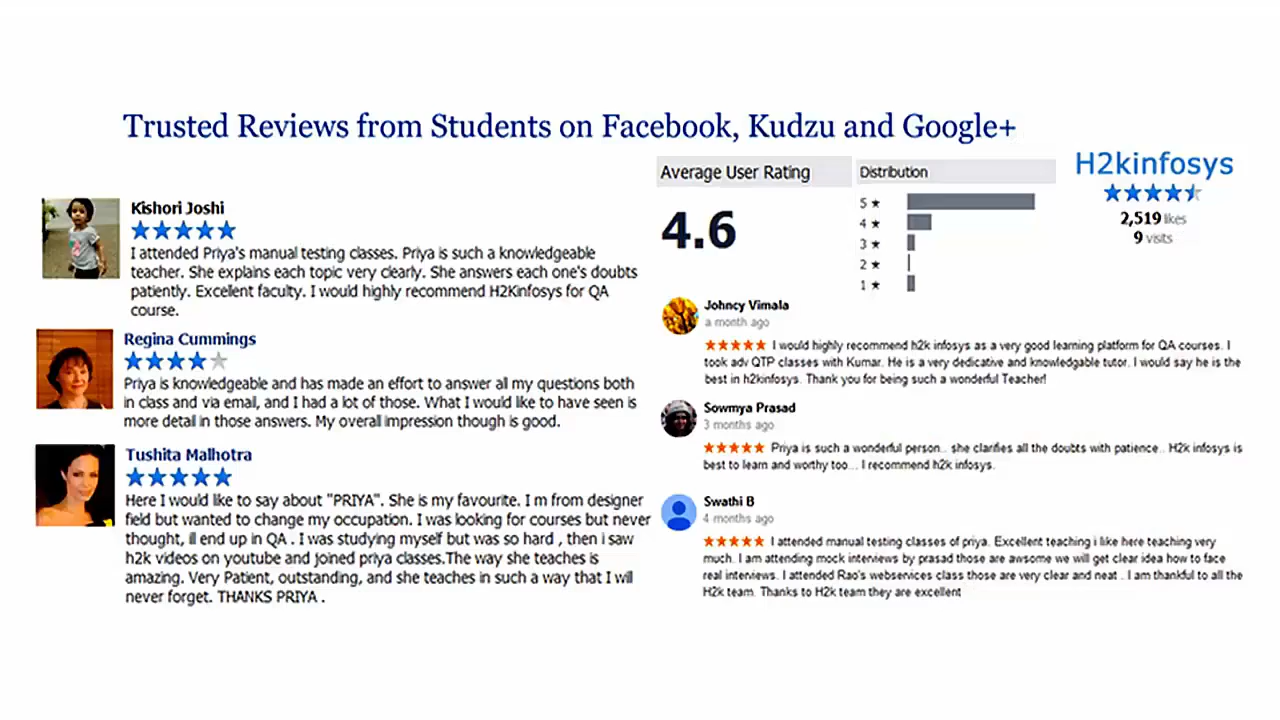 Trusted Reviews from Students on Facebook, Kudzu and Google+
Kishori Joshi
I attended Priya's manual testing classes. Priya is such a knowledgeable
teacher. She explains each topic very clearly. She answers each one's doubts
patiently. Excellent faculty. I would highly recommend H2Kinfosys for QA
course.
Regina Cummings
Priya is knowledgeable and has made an effort to answer all my questions both
in class and via email, and I had a lot of those. What I would like to have seen is
more detail in those answers. My overall impression though is good.
Tushita Malhotra
Here I would like to say about "PRIYA". She is my favourite. I m from designer
field but wanted to change my occupation. I was looking for courses but never
thought, ill end up in QA . I was studying myself but was so hard , then i saw
h2k videos on youtube and joined priya classes.The way she teaches is
amazing. Very Patient, outstanding, and she teaches in such a way that I will
never forget. THANKS PRIYA .
Average User Rating
4.6
Distribution
5 ★
4 ★
3 ★
2 ★
1 ★
H2kinfosys
2,519 likes
9 visits
Johncy Vimala
a month ago
★★★★★ I would highly recommend h2k infosys as a very good learning platform for QA courses. I
took adv QTP classes with Kumar. He is a very dedicative and knowledgable tutor. I would say he is the
best in h2kinfosys. Thank you for being such a wonderful Teacher!
Sowmya Prasad
3 months ago
★★★★★ Priya is such a wonderful person.. she clarifies all the doubts with patience.. H2k infosys is
best to learn and worthy too... I recommend h2k infosys.
Swathi B
4 months ago
★★★★★ I attended manual testing classes of priya. Excellent teaching i like here teaching very
much. I am attending mock interviews by prasad those are awsome we will get clear idea how to face
real interviews. I attended Rao's webservices class those are very clear and neat . I am thankful to all the
H2k team. Thanks to H2k team they are excellent